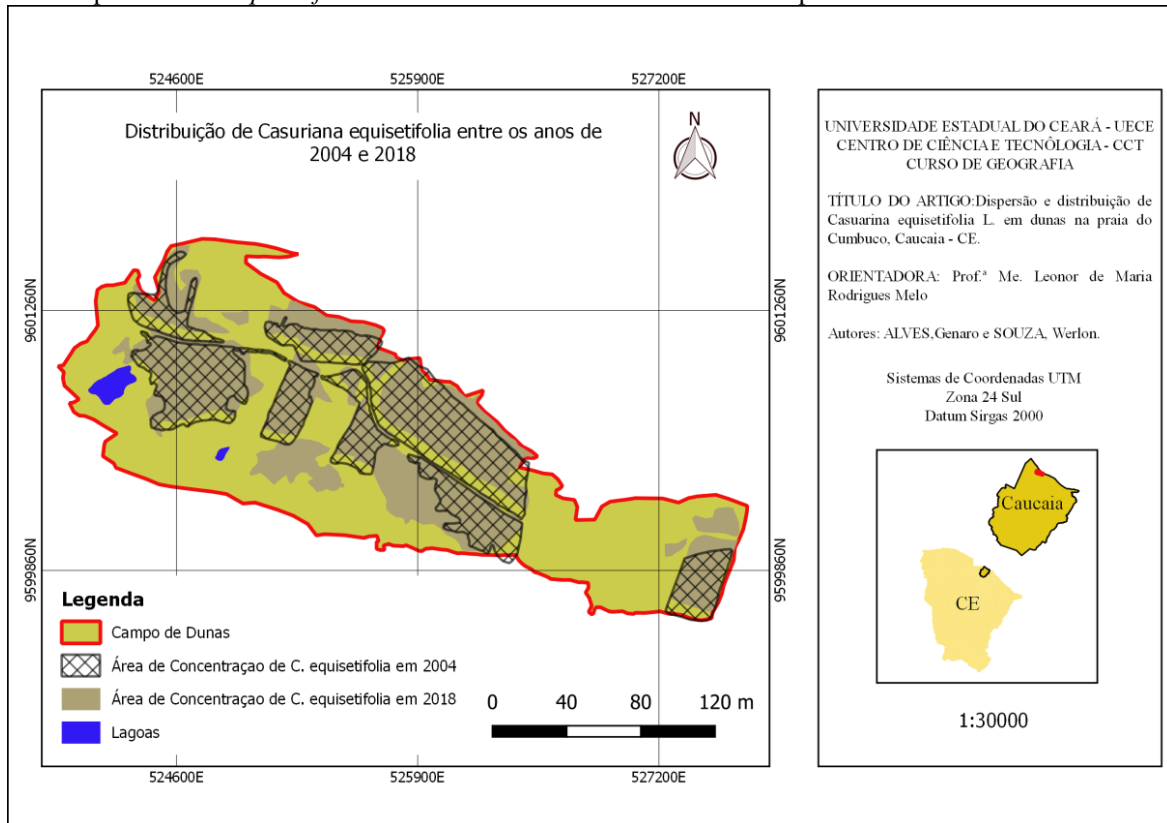 524600E
525900E
527200E
Distribuição de Casuriana equisetifolia entre os anos de
2004 e 2018
N
9601260N
9601260N
9599860N
9599860N
Legenda
Campo de Dunas
Área de Concentraçao de C. equisetifolia em 2004
Área de Concentraçao de C. equisetifolia em 2018
Lagoas
0 40 80 120 m
524600E
525900E
527200E
UNIVERSIDADE ESTADUAL DO CEARÁ - UECE
CENTRO DE CIÊNCIA E TECNÔLOGIA - CCT
CURSO DE GEOGRAFIA
TÍTULO DO ARTIGO:Dispersão e distribuição de
Casuarina equisetifolia L. em dunas na praia do
Cumbuco, Caucaia - CE.
ORIENTADORA: Prof.ª Me. Leonor de Maria
Rodrigues Melo
Autores: ALVES,Genaro e SOUZA, Werlon.
Sistemas de Coordenadas UTM
Zona 24 Sul
Datum Sirgas 2000
Caucaia
CE
1:30000